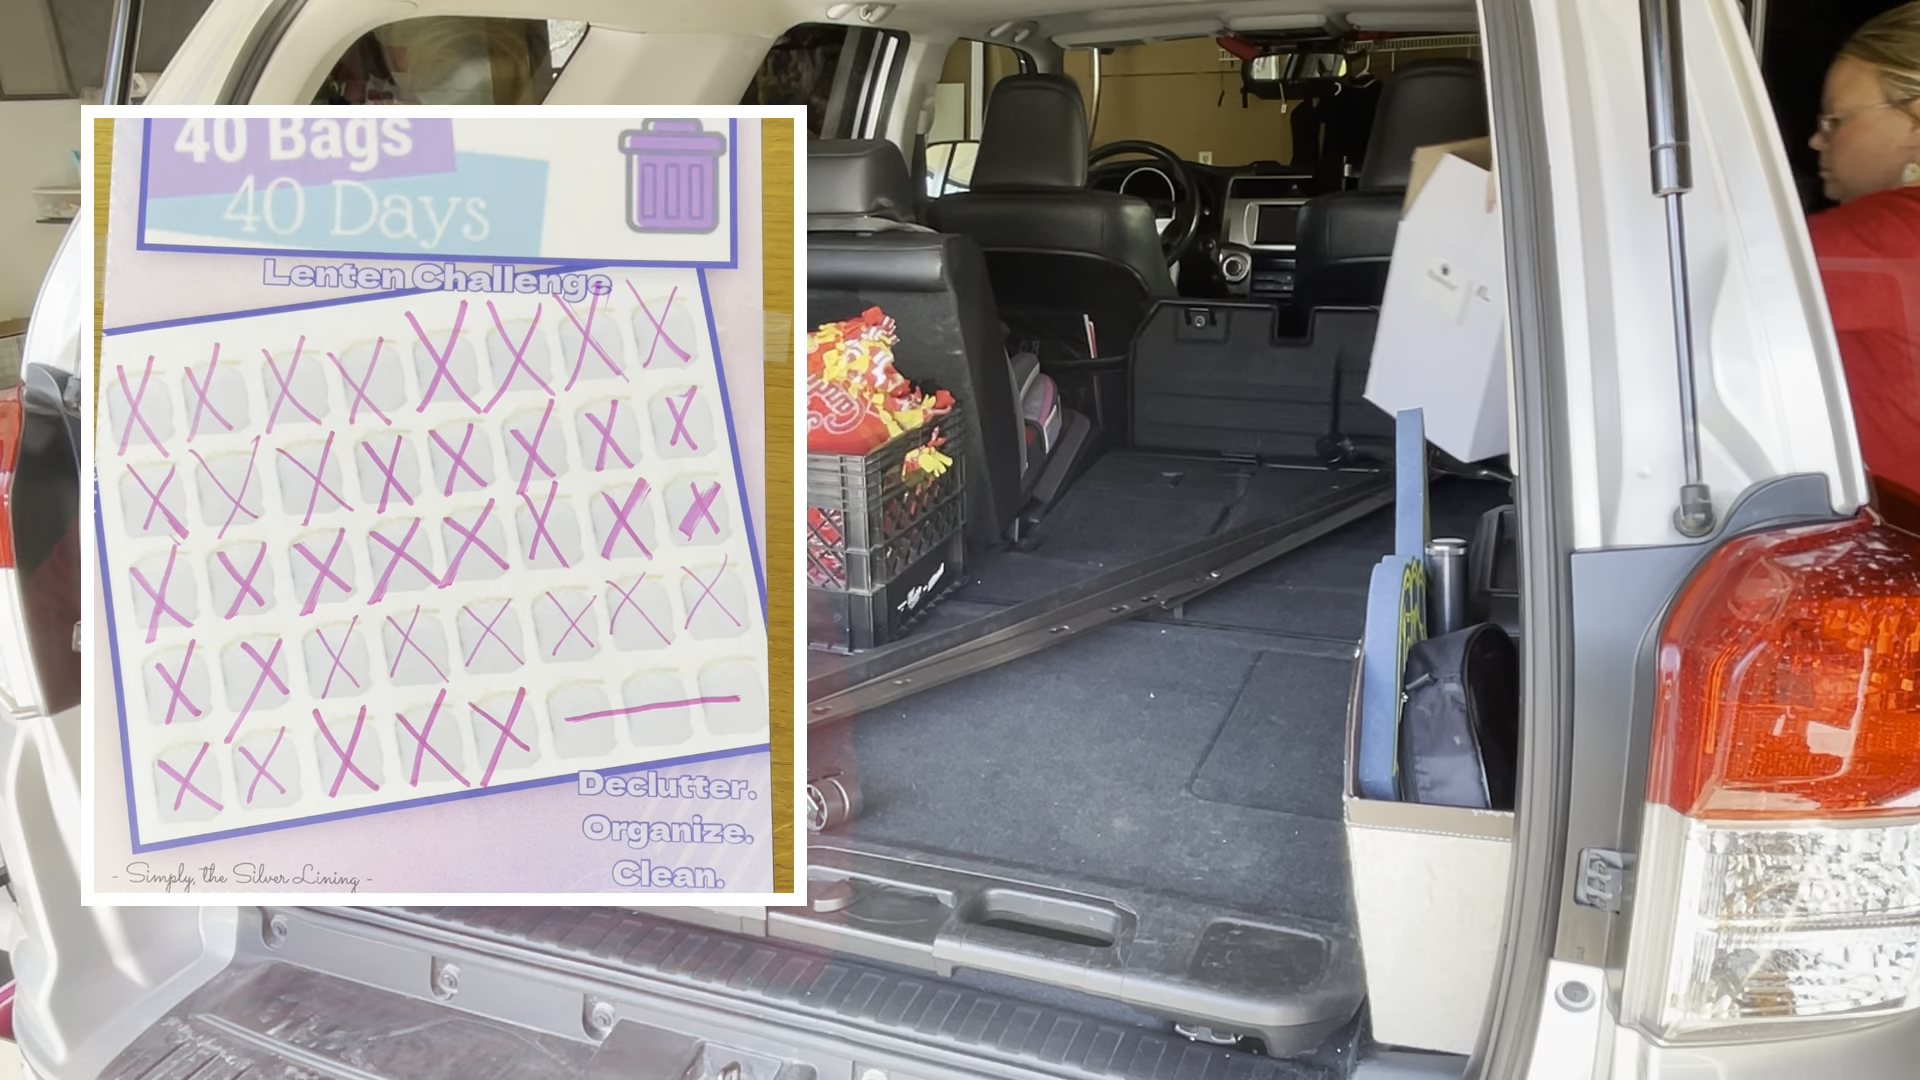 40 Bags
40 Days
Lenten Challenge
Declutter.
Organize.
Clean.
- Simply, the Silver Lining -